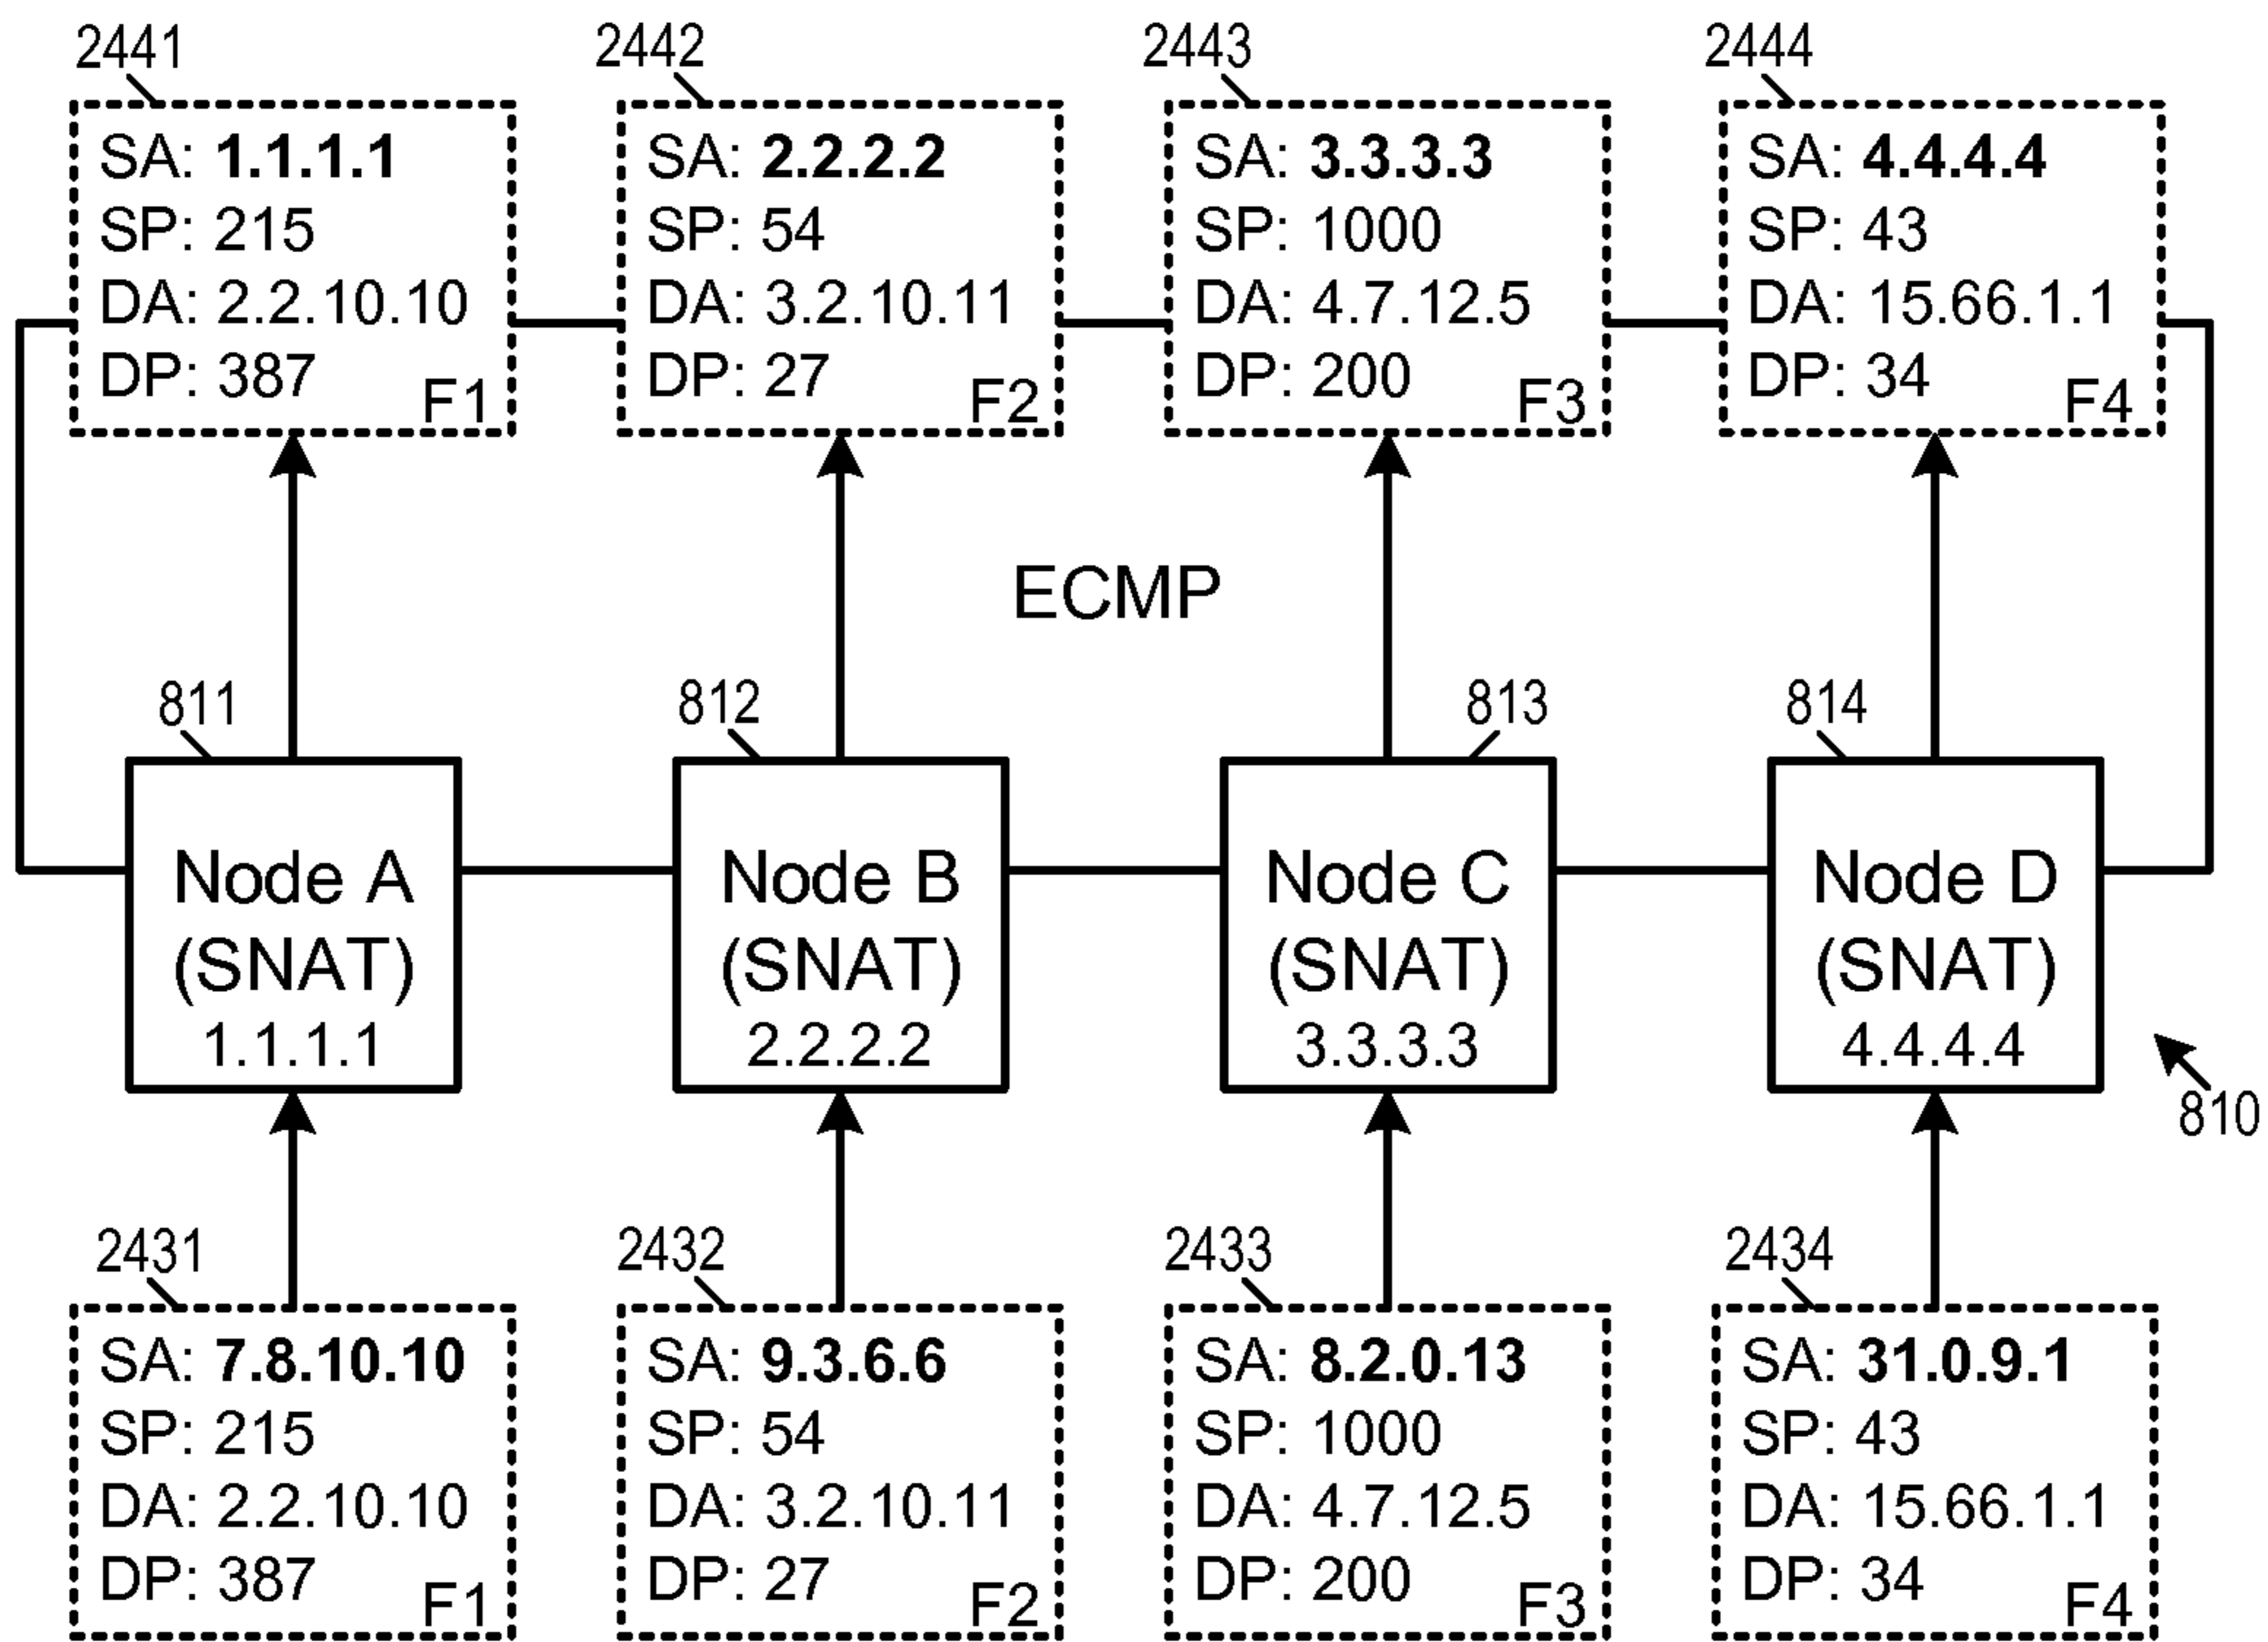 2441
2442
2443
2444
SA: 1.1.1.1
SP: 215
DA: 2.2.10.10
DP: 387
F1
SA: 2.2.2.2
SP: 54
DA: 3.2.10.11
DP: 27
F2
SA: 3.3.3.3
SP: 1000
DA: 4.7.12.5
DP: 200
F3
SA: 4.4.4.4
SP: 43
DA: 15.66.1.1
DP: 34
F4
ECMP
811
812
813
814
Node A
(SNAT)
1.1.1.1
Node B
(SNAT)
2.2.2.2
Node C
(SNAT)
3.3.3.3
Node D
(SNAT)
4.4.4.4
810
2431
2432
2433
2434
SA: 7.8.10.10
SP: 215
DA: 2.2.10.10
DP: 387
F1
SA: 9.3.6.6
SP: 54
DA: 3.2.10.11
DP: 27
F2
SA: 8.2.0.13
SP: 1000
DA: 4.7.12.5
DP: 200
F3
SA: 31.0.9.1
SP: 43
DA: 15.66.1.1
DP: 34
F4